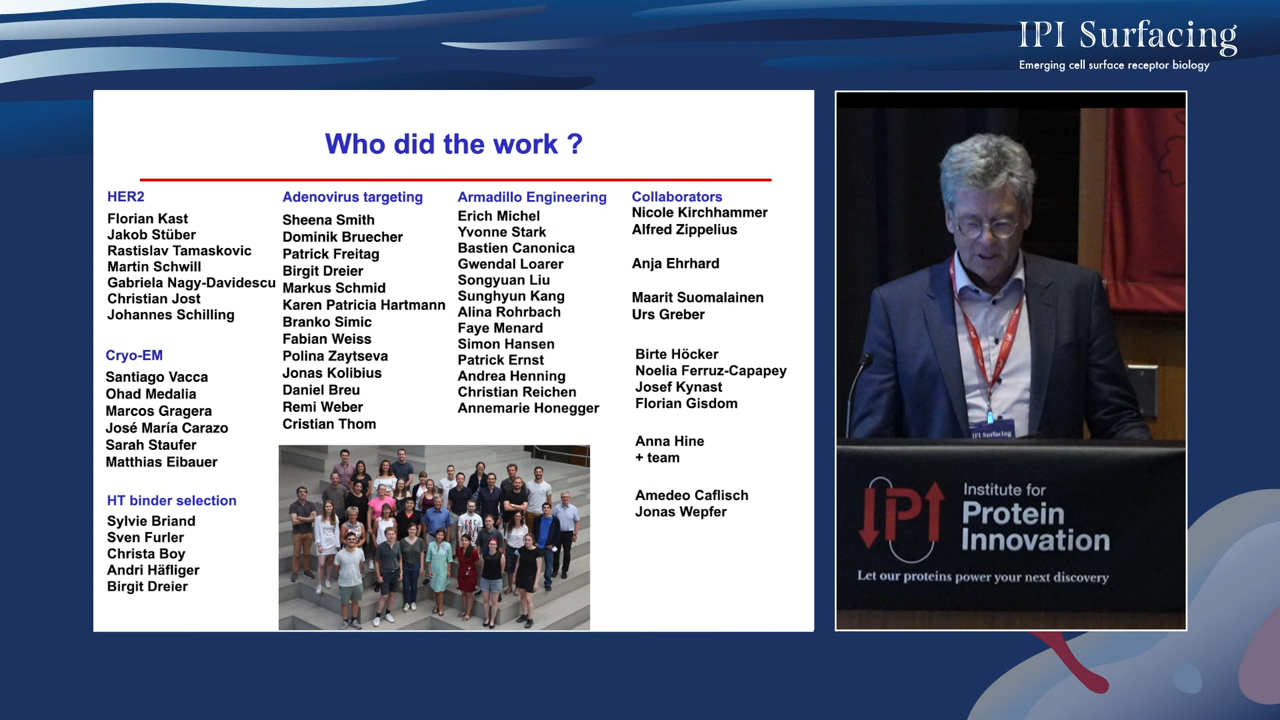 IPI Surfacing
Emerging cell surface receptor biology
Who did the work ?
HER2
Florian Kast
Jakob Stüber
Rastislav Tamaskovic
Martin Schwill
Gabriela Nagy-Davidescu
Christian Jost
Johannes Schilling
Cryo-EM
Santiago Vacca
Ohad Medalia
Marcos Gragera
José María Carazo
Sarah Staufer
Matthias Eibauer
HT binder selection
Sylvie Briand
Sven Furler
Christa Boy
Andri Häfliger
Birgit Dreier
Adenovirus targeting
Sheena Smith
Dominik Bruecher
Patrick Freitag
Birgit Dreier
Markus Schmid
Karen Patricia Hartmann
Branko Simic
Fabian Weiss
Polina Zaytseva
Jonas Kolibius
Daniel Breu
Remi Weber
Cristian Thom
Armadillo Engineering
Erich Michel
Yvonne Stark
Bastien Canonica
Gwendal Loarer
Songyuan Liu
Sunghyun Kang
Alina Rohrbach
Faye Menard
Simon Hansen
Patrick Ernst
Andrea Henning
Christian Reichen
Annemarie Honegger
Collaborators
Nicole Kirchhammer
Alfred Zippelius
Anja Ehrhard
Maarit Suomalainen
Urs Greber
Birte Höcker
Noelia Ferruz-Capapey
Josef Kynast
Florian Gisdom
Anna Hine
+ team
Amedeo Caflisch
Jonas Wepfer
IPI Surfacing
IPI
Institute for
Protein
Innovation
Let our proteins power your next discovery